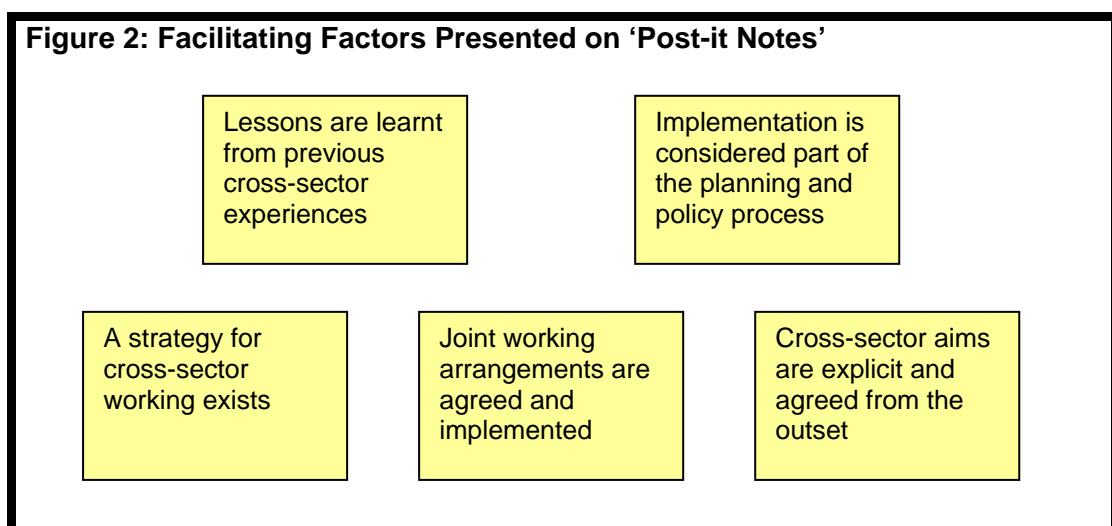 Figure 2: Facilitating Factors Presented on ‘Post-it Notes’
Lessons are learnt
from previous
cross-sector
experiences
Implementation is
considered part of
the planning and
policy process
A strategy for
cross-sector
working exists
Joint working
arrangements are
agreed and
implemented
Cross-sector aims
are explicit and
agreed from the
outset